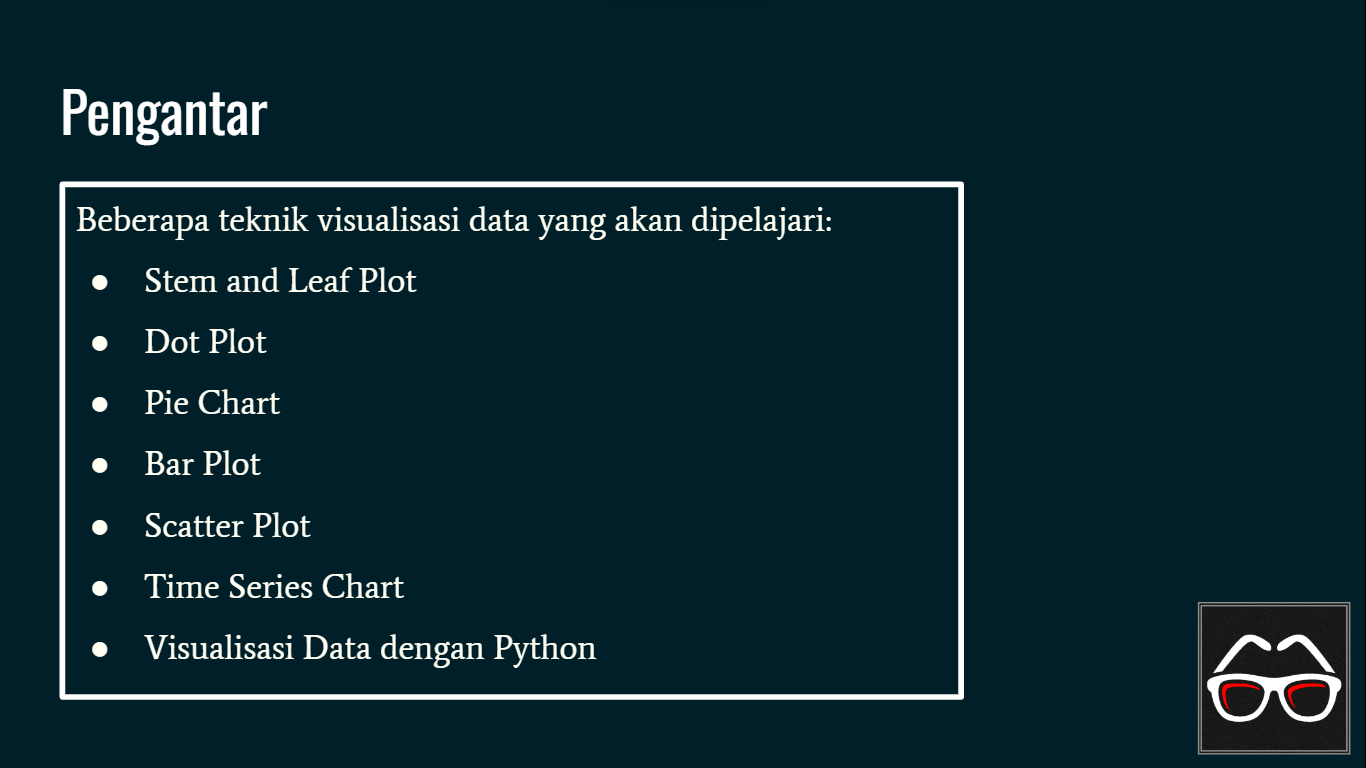 Pengantar
Beberapa teknik visualisasi data yang akan dipelajari:
● Stem and Leaf Plot
● Dot Plot
● Pie Chart
● Bar Plot
● Scatter Plot
● Time Series Chart
● Visualisasi Data dengan Python